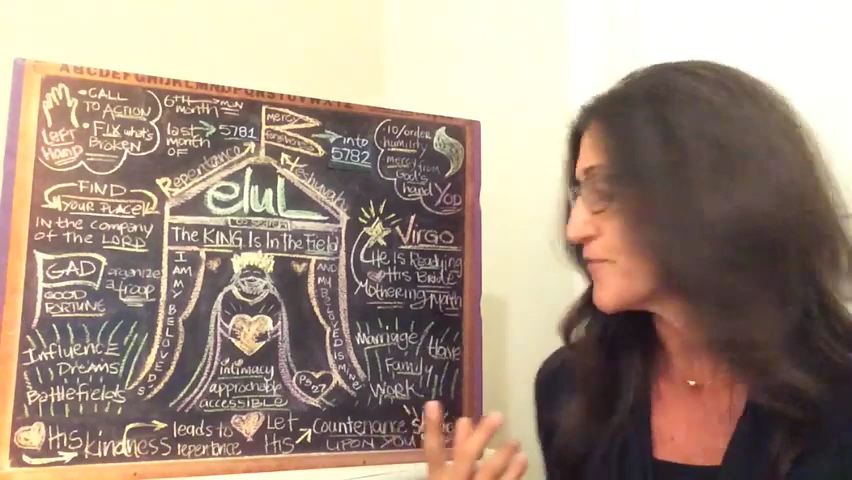 ABCDEFGHIJKLMNOPQRSTUVWXYZ
• CALL
TO ACTION
• FIX what's
BROKEN
LEFT
HAND
6th
month
last
month
OF
5781
mercy
into
5782
10/order
humility
mercy from
God's
hand
YOD
Repentance
Yeshuvah
elul
FIND
YOUR PLACE
IN the company
of the LORD
The KING Is In the Field
Virgo
He is Readying
His Bride
Mothering Month
GAD
GOOD
FORTUNE
organize
a troop
I AM MY BELOVED'S
AND MY BELOVED IS MINE
Influence
Dreams
Battlefields
intimacy
approachable
accessible
Ps 27
Marriage
Home
Family
Work
His kindness
leads to
repentance
Let
His
Countenance
UPON YOU